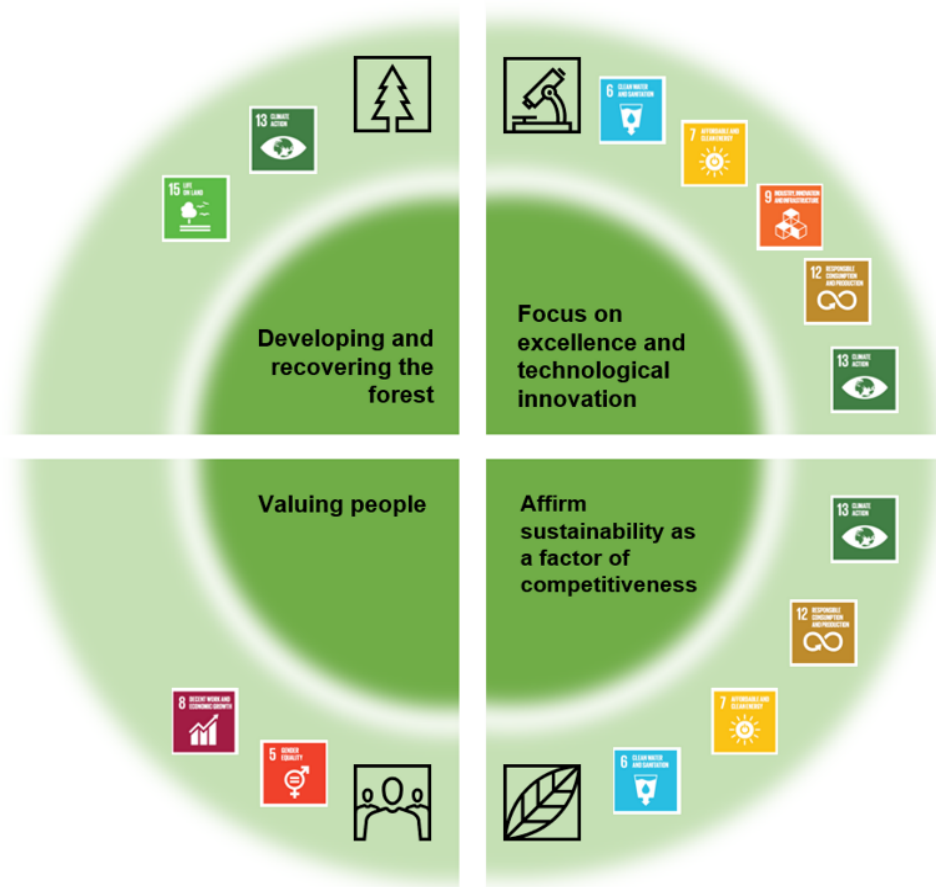 13 CLIMATE
ACTION
15 LIFE
ON LAND
Developing and
recovering the
forest
6 CLEAN WATER
AND SANITATION
7 AFFORDABLE AND
CLEAN ENERGY
9 INDUSTRY, INNOVATION
AND INFRASTRUCTURE
12 RESPONSIBLE
CONSUMPTION
AND PRODUCTION
13 CLIMATE
ACTION
Focus on
excellence and
technological
innovation
Valuing people
8 DECENT WORK AND
ECONOMIC GROWTH
5 GENDER
EQUALITY
Affirm
sustainability as
a factor of
competitiveness
13 CLIMATE
ACTION
12 RESPONSIBLE
CONSUMPTION
AND PRODUCTION
7 AFFORDABLE AND
CLEAN ENERGY
6 CLEAN WATER
AND SANITATION